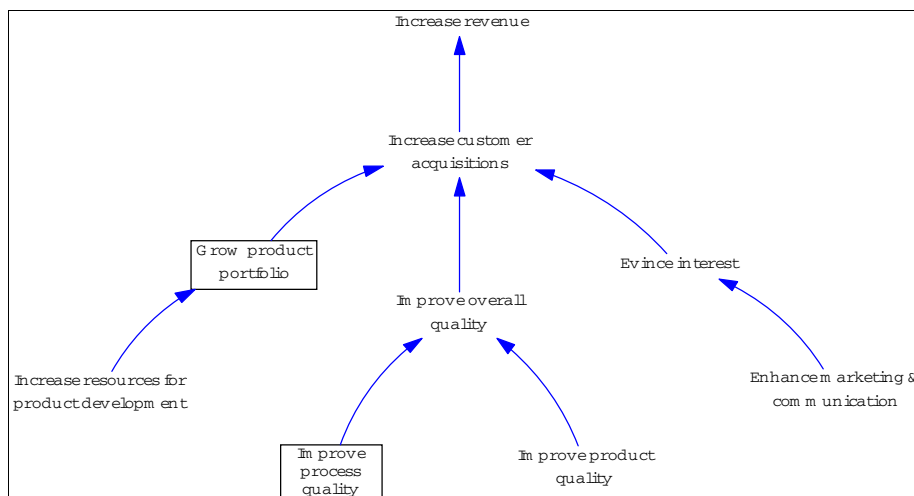 Increase revenue
Increase customer
acquisitions
Grow product
portfolio
Evince interest
Improve overall
quality
Increase resources for
product development
Enhance marketing &
communication
Improve
process
quality
Improve product
quality